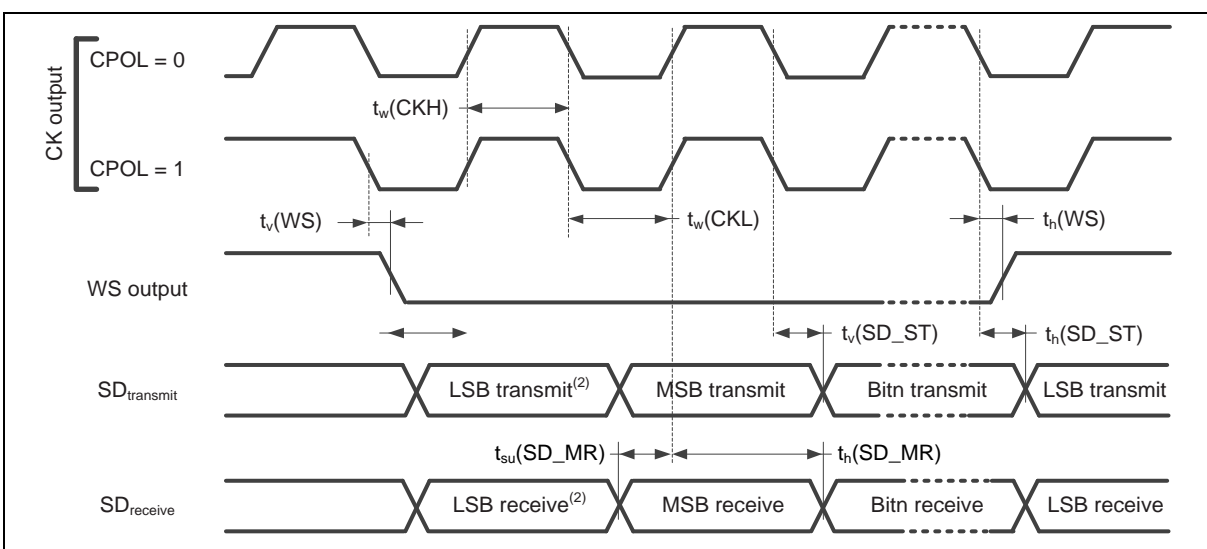 CK output
CPOL = 0
tw(CKH)
CPOL = 1
tv(WS)
tw(CKL)
th(WS)
WS output
tv(SD_ST)
th(SD_ST)
SDtransmit
LSB transmit(2)
MSB transmit
Bitn transmit
LSB transmit
tsu(SD_MR)
th(SD_MR)
SDreceive
LSB receive(2)
MSB receive
Bitn receive
LSB receive